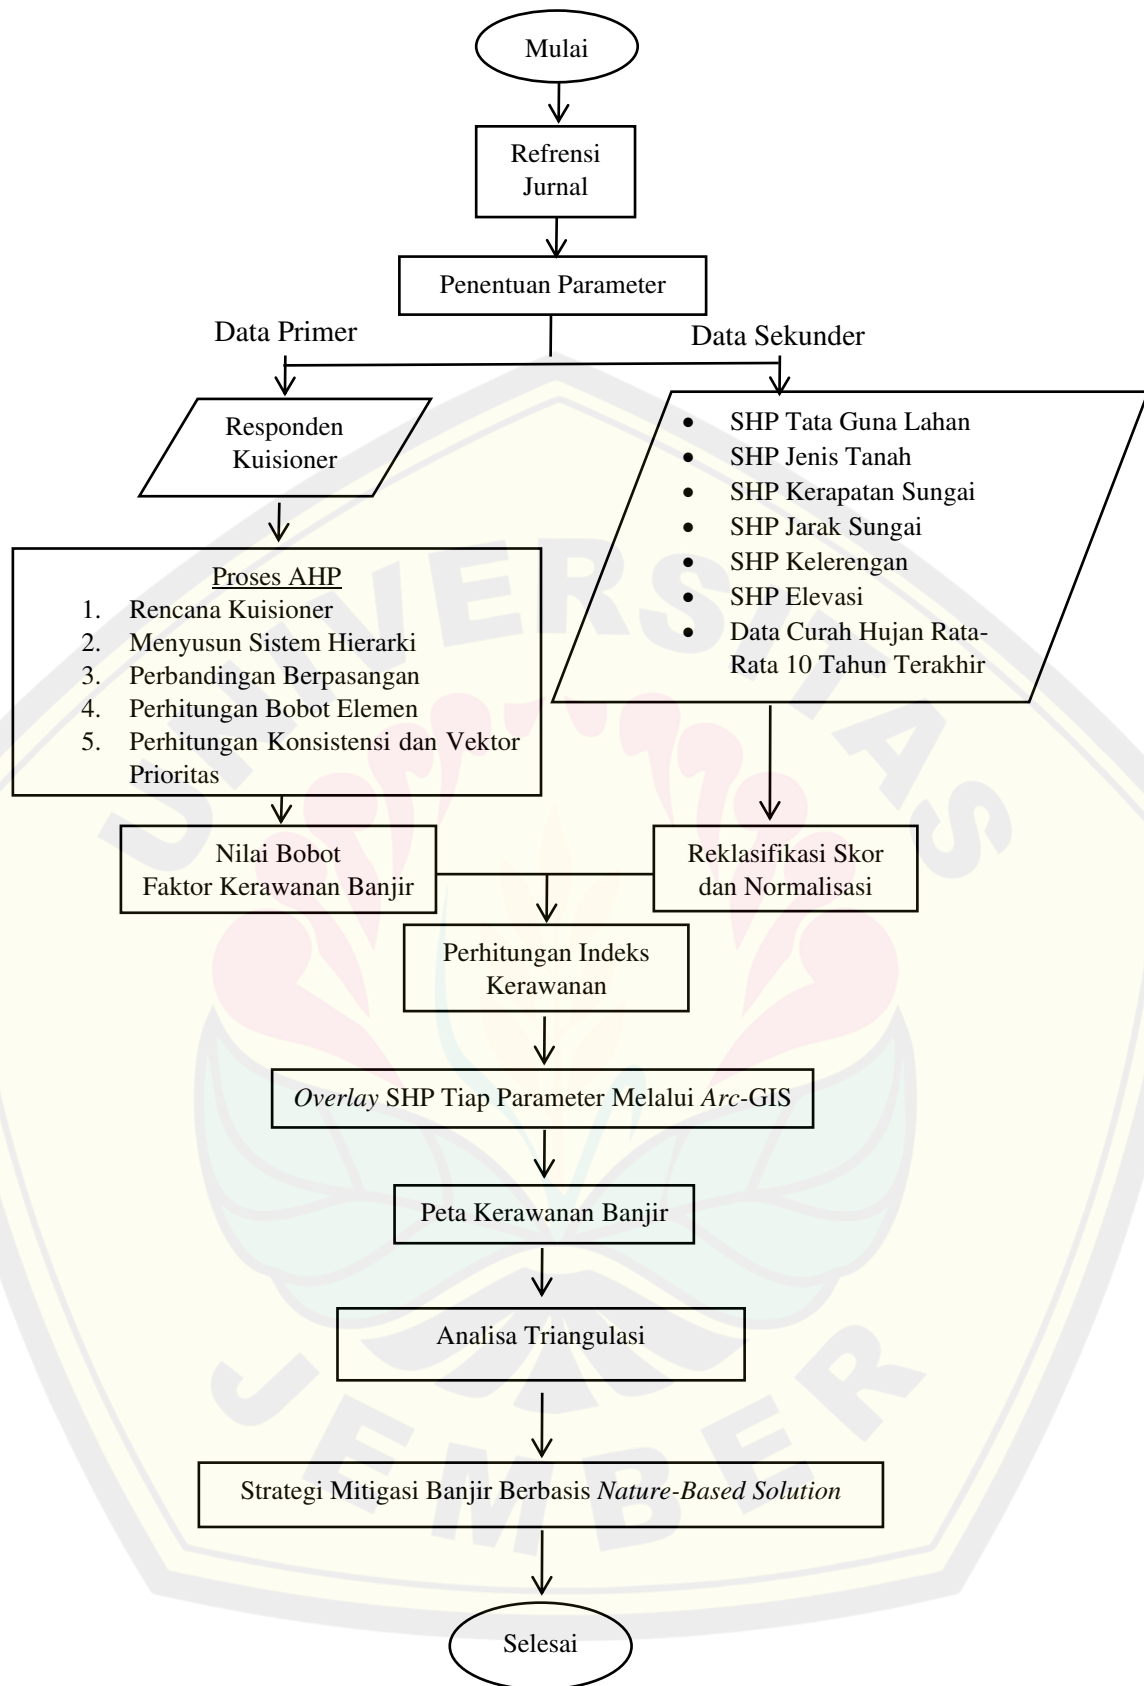 Mulai
Refrensi
Jurnal
Penentuan Parameter
Data Primer
Data Sekunder
Responden
Kuisioner
• SHP Tata Guna Lahan
• SHP Jenis Tanah
• SHP Kerapatan Sungai
• SHP Jarak Sungai
• SHP Kelerengan
• SHP Elevasi
• Data Curah Hujan Rata-
Rata 10 Tahun Terakhir
Proses AHP
1. Rencana Kuisioner
2. Menyusun Sistem Hierarki
3. Perbandingan Berpasangan
4. Perhitungan Bobot Elemen
5. Perhitungan Konsistensi dan Vektor
Prioritas
Nilai Bobot
Faktor Kerawanan Banjir
Reklasifikasi Skor
dan Normalisasi
Perhitungan Indeks
Kerawanan
Overlay SHP Tiap Parameter Melalui Arc-GIS
Peta Kerawanan Banjir
Analisa Triangulasi
Strategi Mitigasi Banjir Berbasis Nature-Based Solution
Selesai
UNIVERSITAS
JEMBER